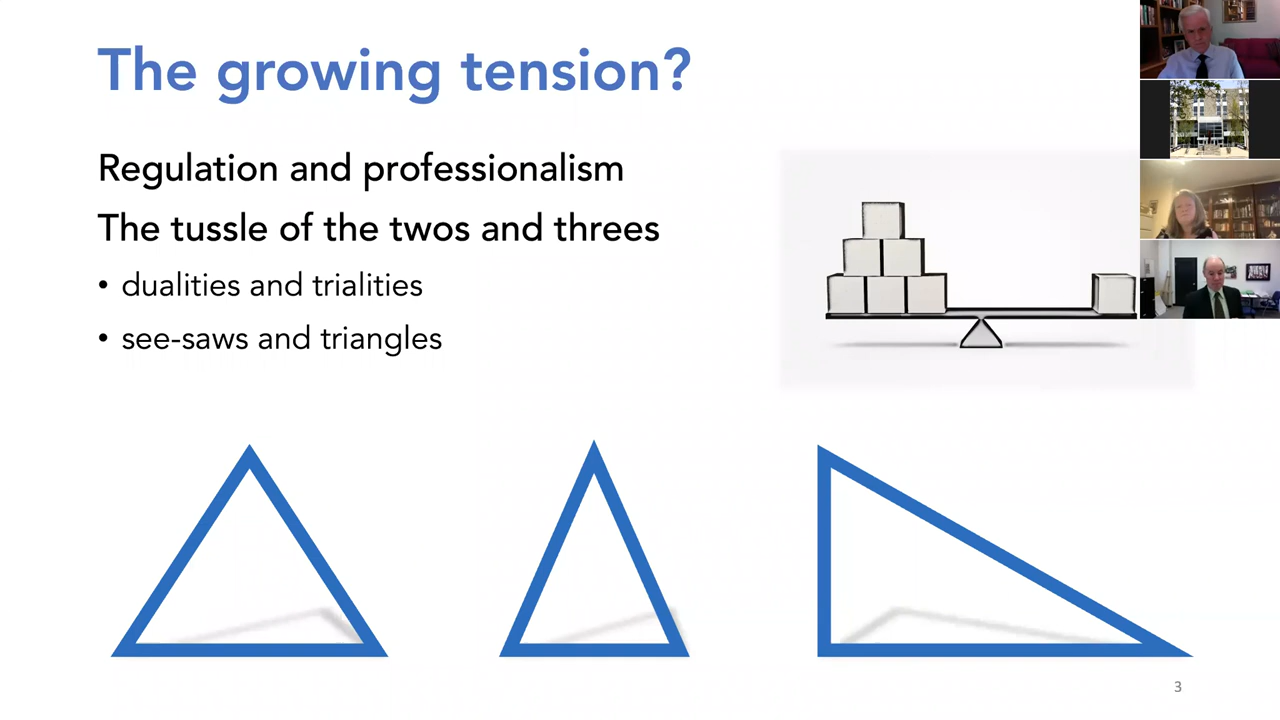 The growing tension?
Regulation and professionalism
The tussle of the twos and threes
• dualities and trialities
• see-saws and triangles
3